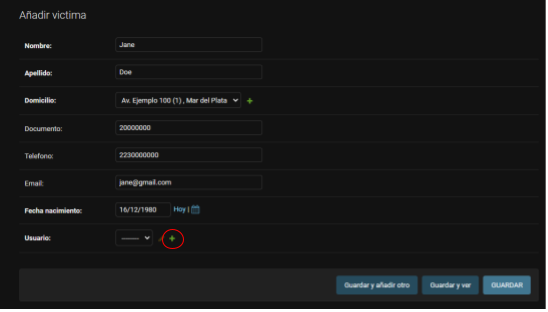 Añadir victima
Nombre: Jane
Apellido: Doe
Domicilio: Av. Ejemplo 100 (1) , Mar del Plata
Documento: 20000000
Telefono: 2230000000
Email: jane@gmail.com
Fecha nacimiento: 16/12/1980 Hoy |
Usuario: --------
Guardar y añadir otro Guardar y ver GUARDAR